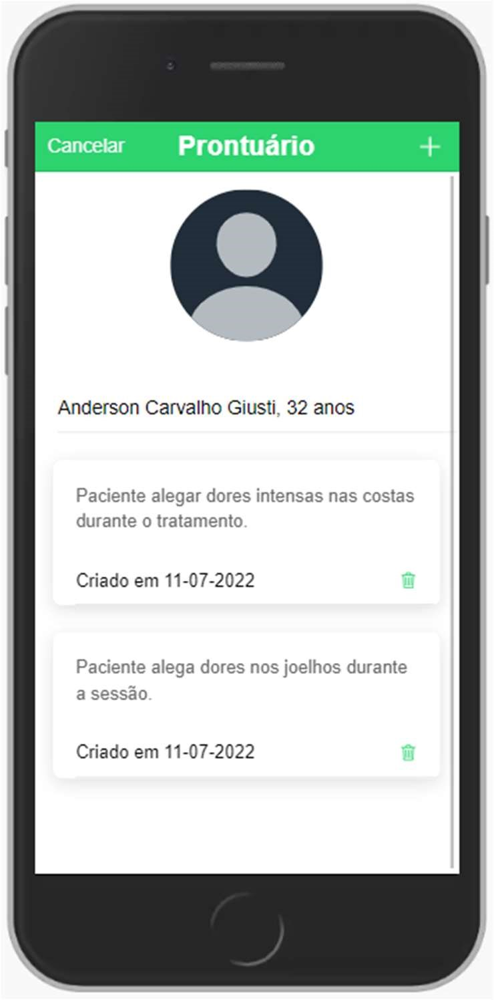 Cancelar Prontuário +
Anderson Carvalho Giusti, 32 anos
Paciente alegar dores intensas nas costas
durante o tratamento.
Criado em 11-07-2022
Paciente alega dores nos joelhos durante
a sessão.
Criado em 11-07-2022